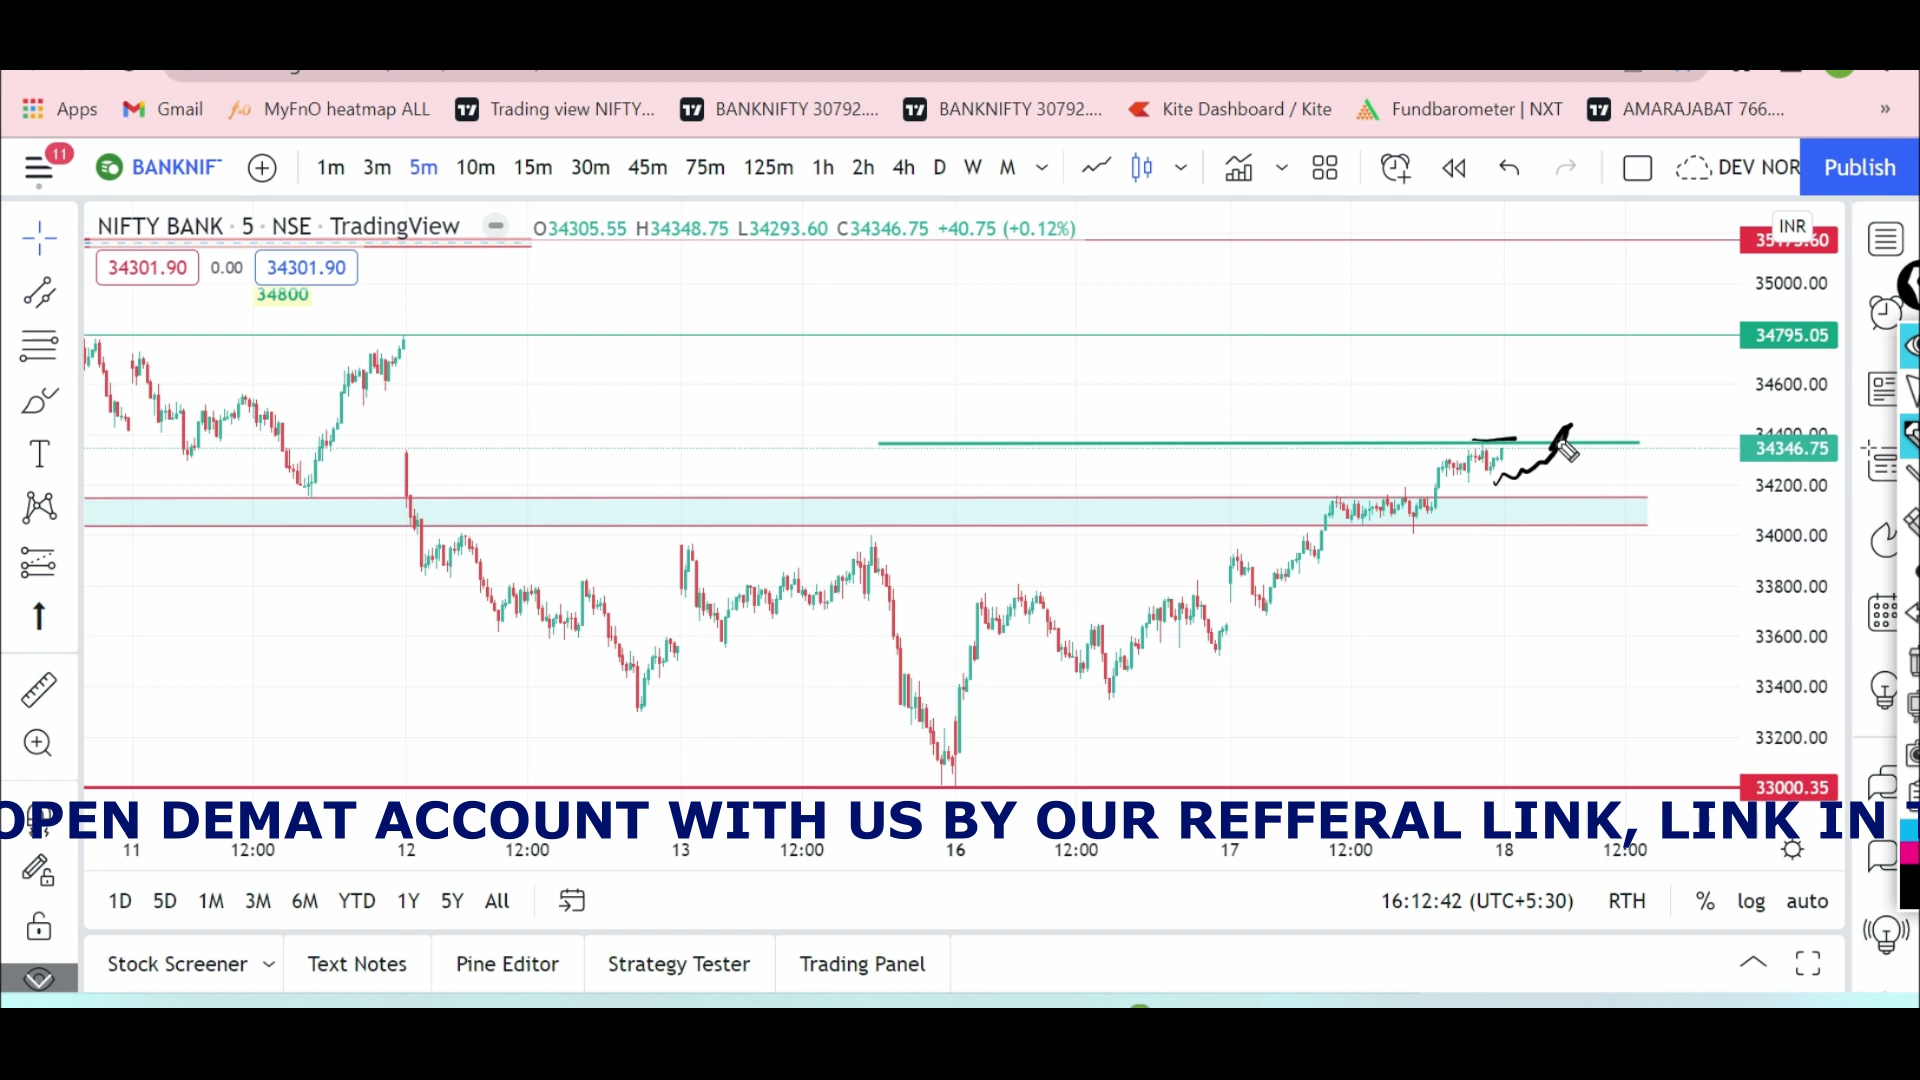 Apps Gmail MyFnO heatmap ALL Trading view NIFTY... BANKNIFTY 30792.... BANKNIFTY 30792.... Kite Dashboard / Kite Fundbarometer | NXT AMARAJABAT 766.... »
11 BANKNIF 1m 3m 5m 10m 15m 30m 45m 75m 125m 1h 2h 4h D W M DEV NOR Publish
NIFTY BANK · 5 · NSE · TradingView O34305.55 H34348.75 L34293.60 C34346.75 +40.75 (+0.12%) INR
34301.90 0.00 34301.90
34800
35000.00
34795.05
34600.00
34400.00
34346.75
34200.00
34000.00
33800.00
33600.00
33400.00
33200.00
33000.35
OPEN DEMAT ACCOUNT WITH US BY OUR REFFERAL LINK, LINK IN
11 12:00 12 12:00 13 12:00 16 12:00 17 12:00 18 12:00
1D 5D 1M 3M 6M YTD 1Y 5Y All 16:12:42 (UTC+5:30) RTH % log auto
Stock Screener Text Notes Pine Editor Strategy Tester Trading Panel